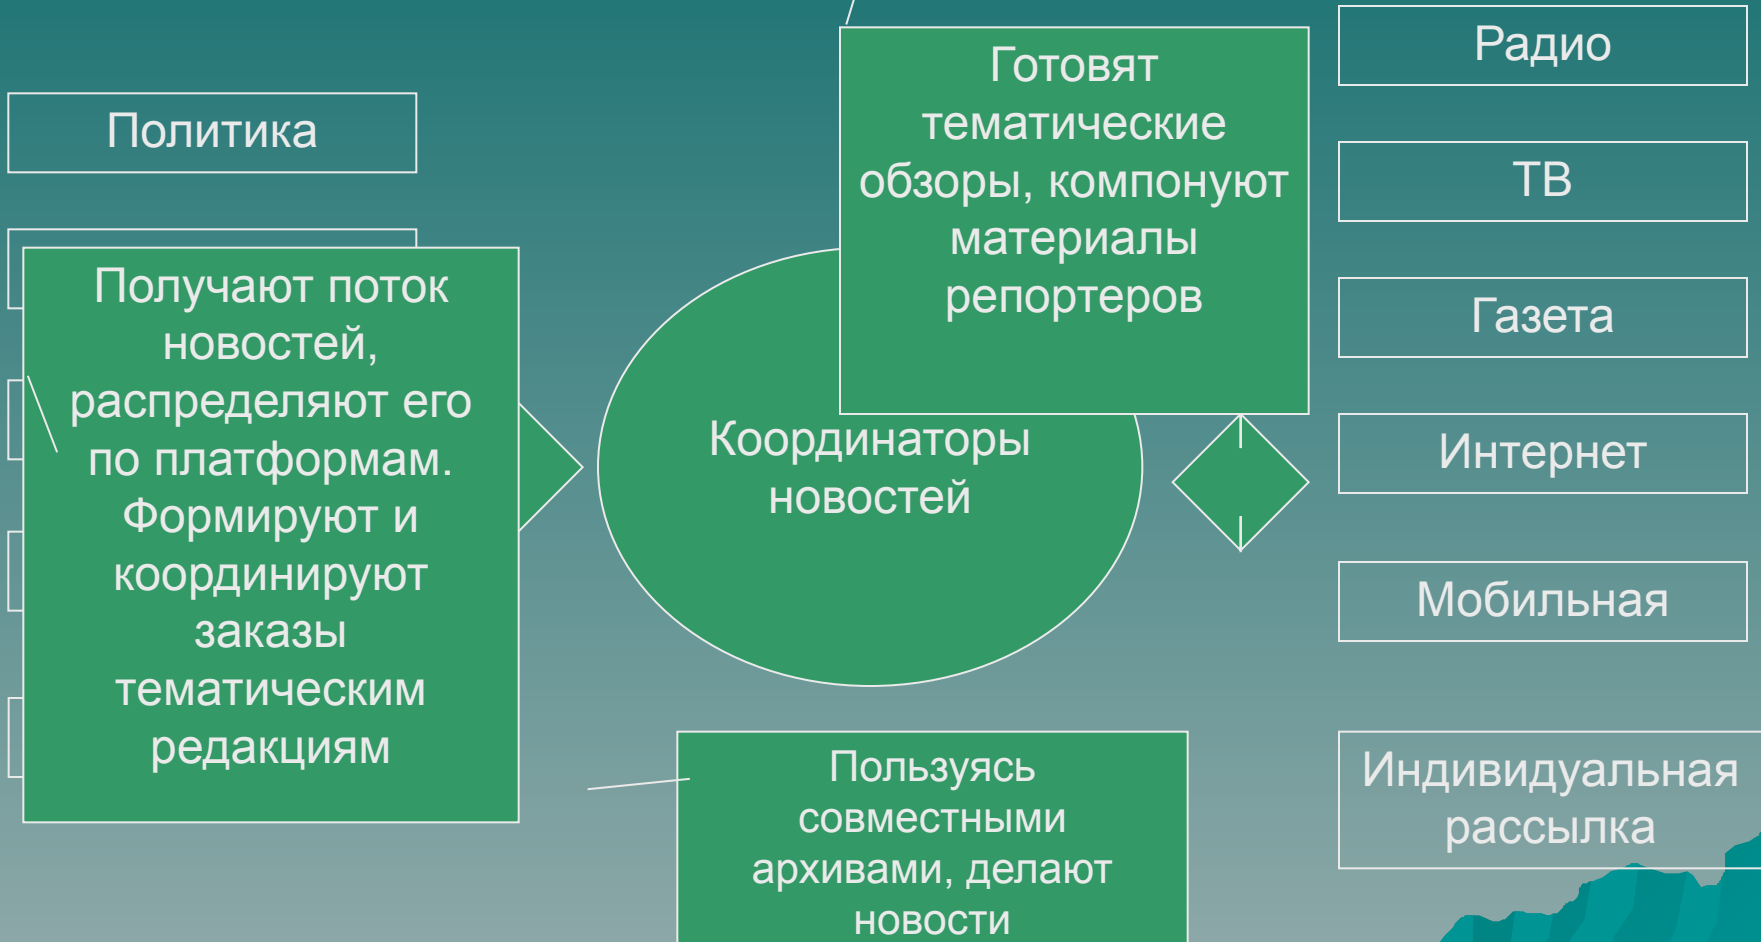 Политика
Получают поток
новостей,
распределяют его
по платформам.
Формируют и
координируют
заказы
тематическим
редакциям
Координаторы
новостей
Готовят
тематические
обзоры, компонуют
материалы
репортеров
Пользуясь
совместными
архивами, делают
новости
Радио
ТВ
Газета
Интернет
Мобильная
Индивидуальная
рассылка